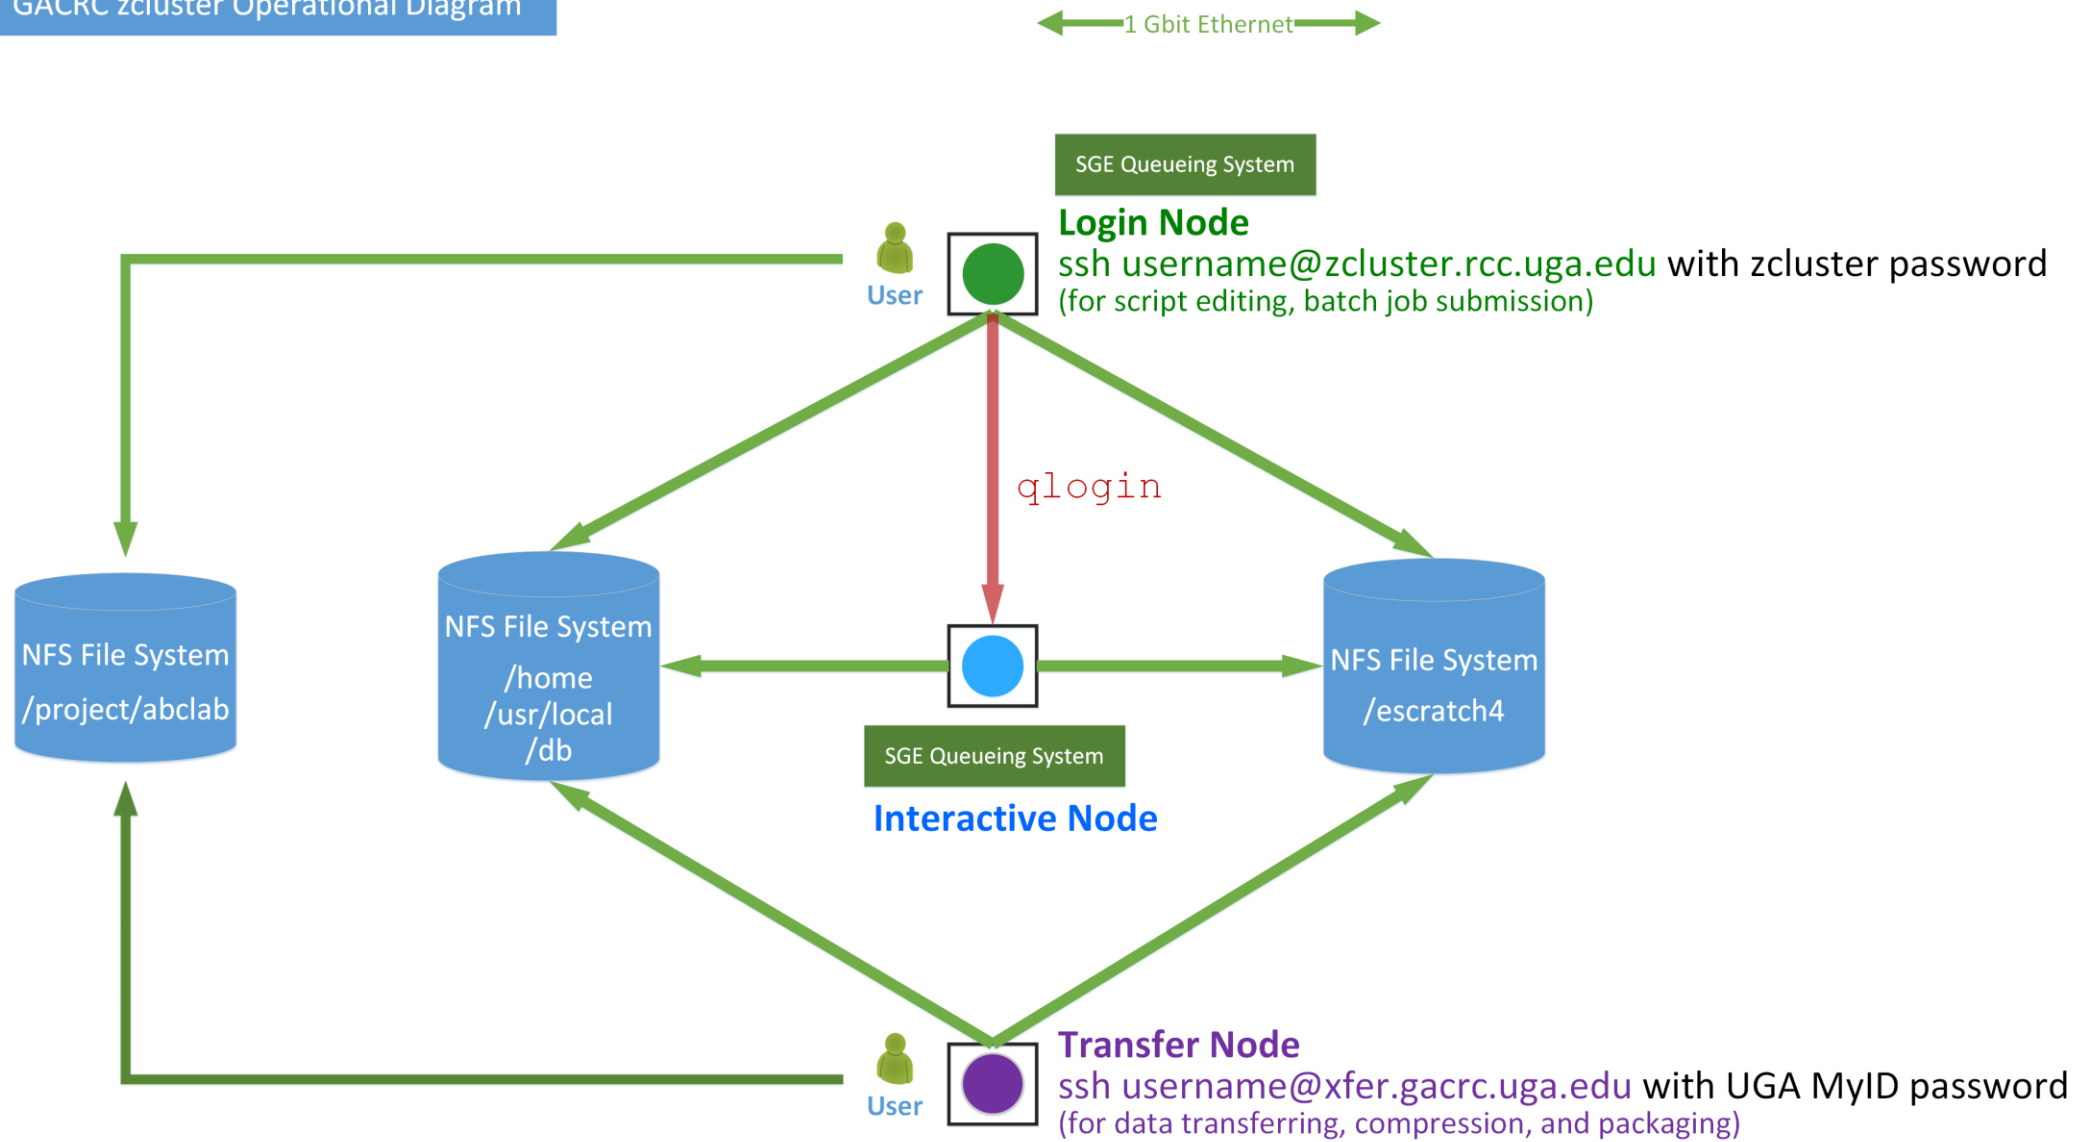 GACRC zcluster Operational Diagram
1 Gbit Ethernet
SGE Queueing System
Login Node
ssh username@zcluster.rcc.uga.edu with zcluster password
(for script editing, batch job submission)
User
qlogin
NFS File System
/project/abclab
NFS File System
/home
/usr/local
/db
NFS File System
/escratch4
SGE Queueing System
Interactive Node
Transfer Node
ssh username@xfer.gacrc.uga.edu with UGA MyID password
(for data transferring, compression, and packaging)
User